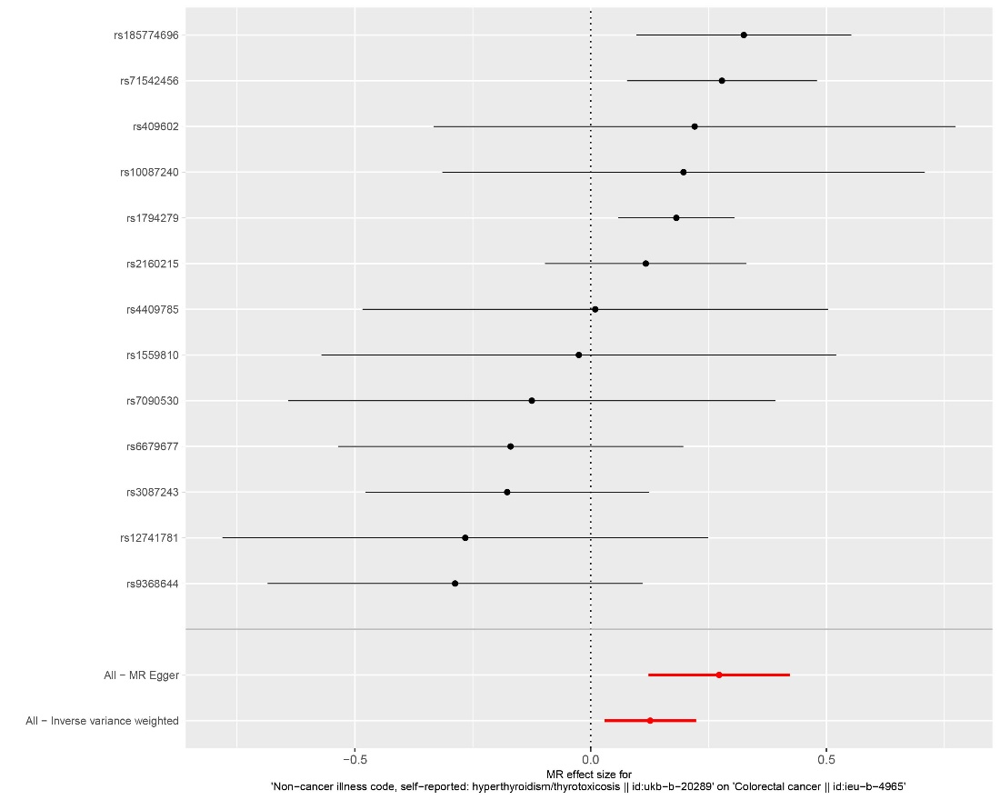 rs185774696
rs71542456
rs409602
rs10087240
rs1794279
rs2160215
rs4409785
rs1559810
rs7090530
rs6679677
rs3087243
rs12741781
rs9368644
All − MR Egger
All − Inverse variance weighted
−0.5 0.0 0.5
MR effect size for
'Non−cancer illness code, self−reported: hyperthyroidism/thyrotoxicosis || id:ukb−b−20289' on 'Colorectal cancer || id:ieu−b−4965'